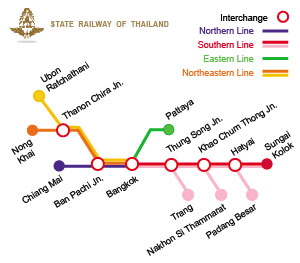 STATE RAILWAY OF THAILAND
Interchange
Northern Line
Southern Line
Eastern Line
Northeastern Line
Ubon
Ratchathani
Thanon Chira Jn.
Pattaya
Nong
Khai
Thung Song Jn.
Khao Chum Thong Jn.
Hatyai
Sungai
Kolok
Chiang Mai
Ban Pachi Jn.
Bangkok
Trang
Nakhon Si Thammarat
Padang Besar